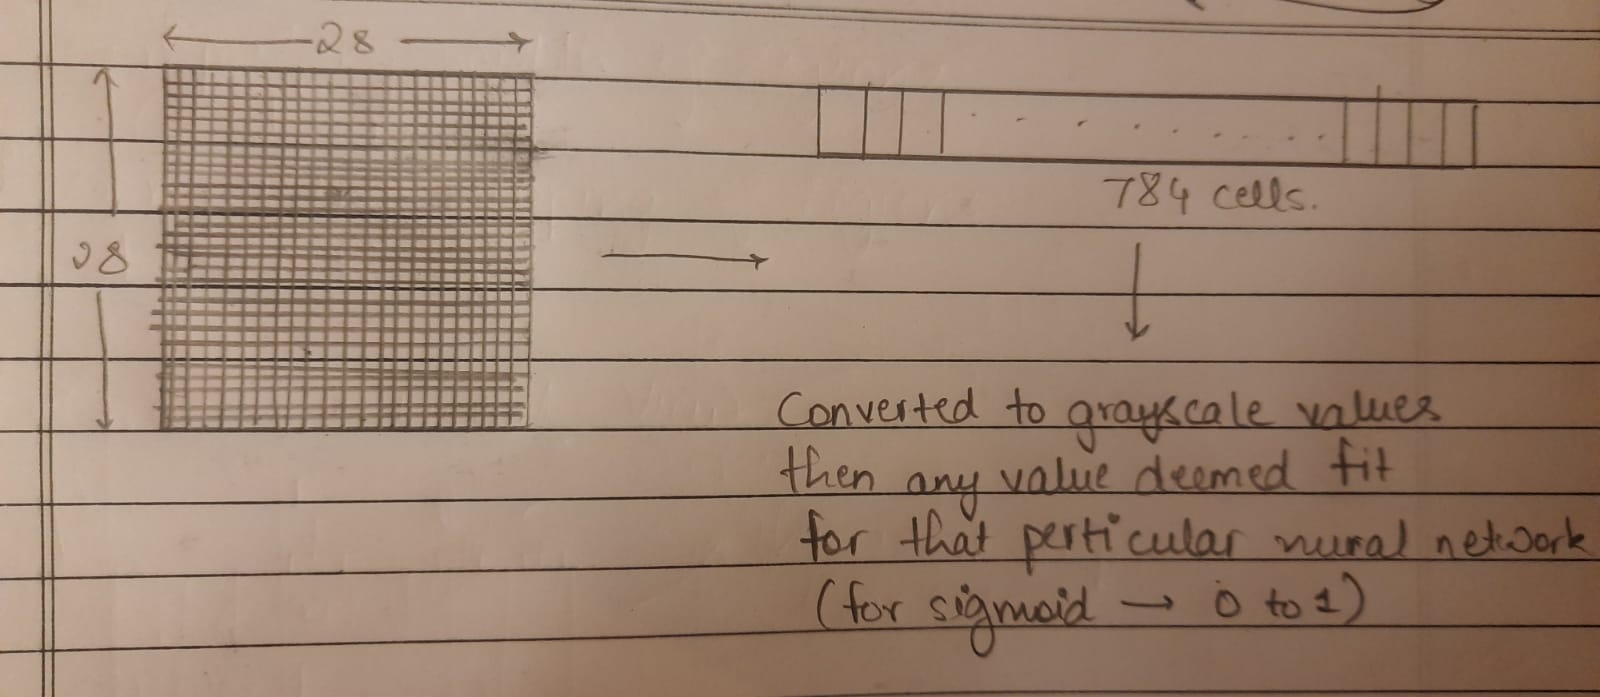 28
28
784 cells.
Converted to grayscale values
then any value deemed fit
for that perticular nural network
(for sigmoid → 0 to 1)